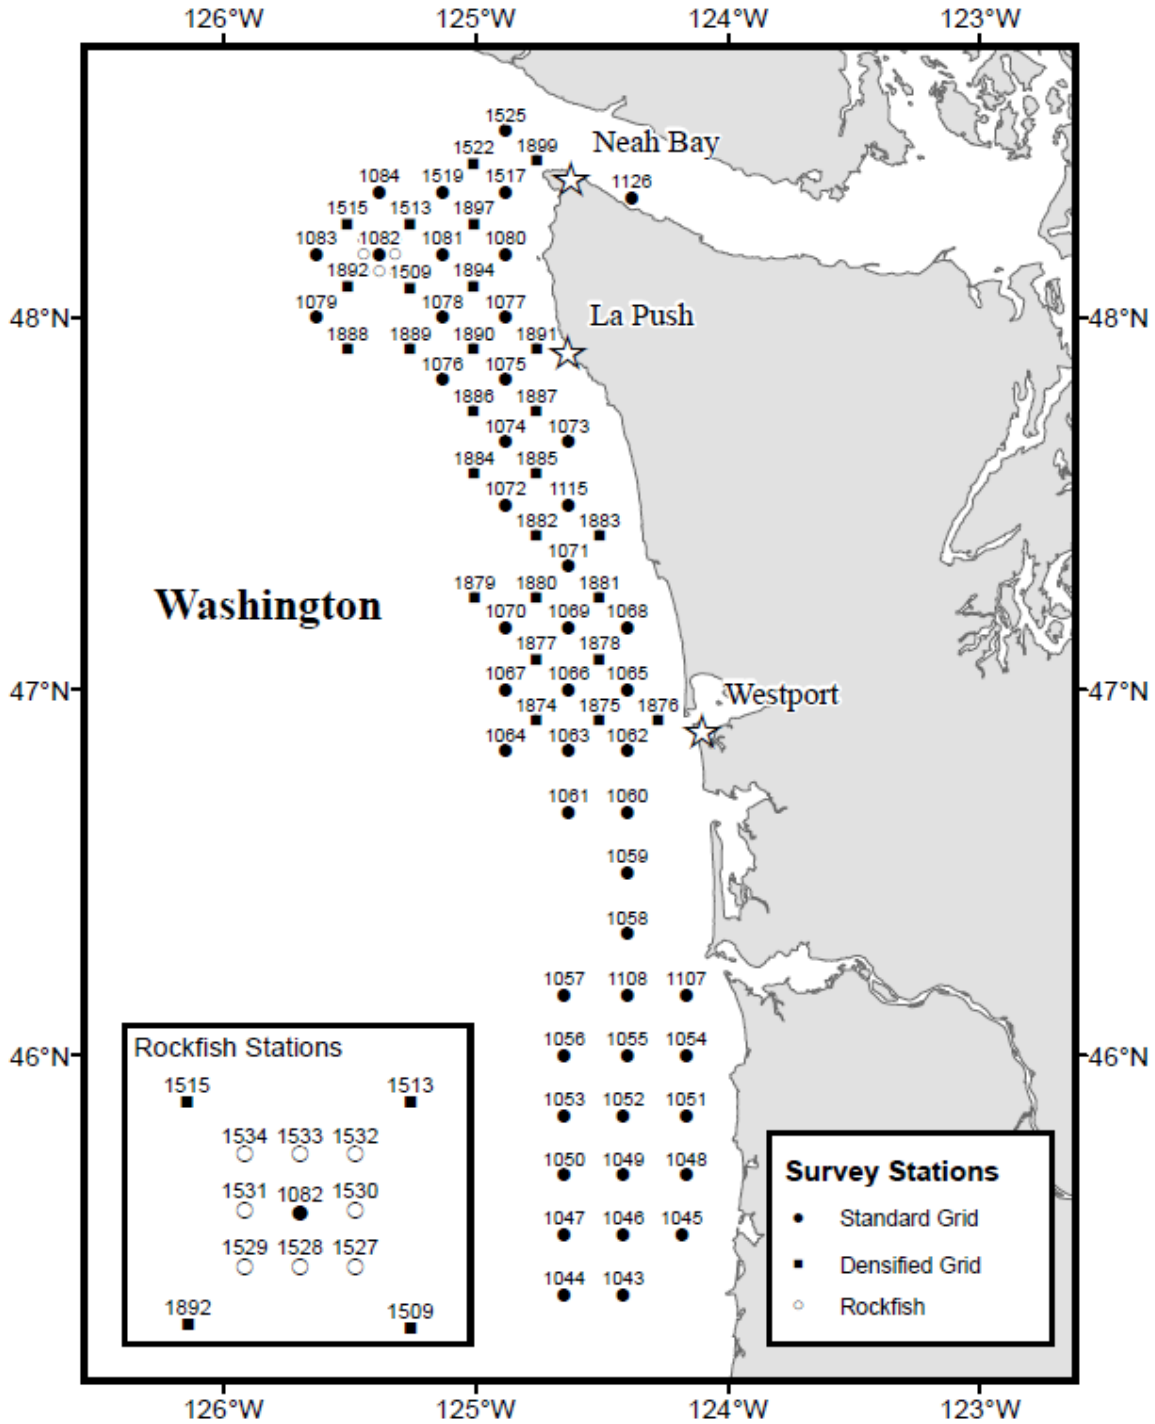 126°W 125°W 124°W 123°W
1525
Neah Bay
1522 1899
1084 1519 1517 1126
1515 1513 1897
1083 1082 1081 1080
1892 1509 1894
1079 1078 1077
48°N 48°N
La Push
1888 1889 1890 1891
1076 1075
1886 1887
1074 1073
1884 1885
1072 1115
1882 1883
1071
1879 1880 1881
Washington
1070 1069 1068
1877 1878
1067 1066 1065
47°N 47°N
Westport
1874 1875 1876
1064 1063 1062
1061 1060
1059
1058
1057 1108 1107
1056 1055 1054
46°N 46°N
1053 1052 1051
1050 1049 1048
1047 1046 1045
1044 1043
Rockfish Stations
1515 1513
1534 1533 1532
1531 1082 1530
1529 1528 1527
1892 1509
Survey Stations
Standard Grid
Densified Grid
Rockfish
126°W 125°W 124°W 123°W